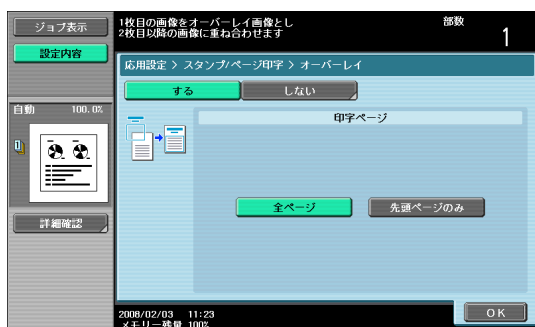 ジョブ表示
設定内容
1枚目の画像をオーバーレイ画像とし
2枚目以降の画像に重ね合わせます
部数
1
応用設定 > スタンプ/ページ印字 > オーバーレイ
する
しない
自動 100.0%
印字ページ
全ページ
先頭ページのみ
詳細確認
2008/02/03 11:23
メモリー残量 100%
OK